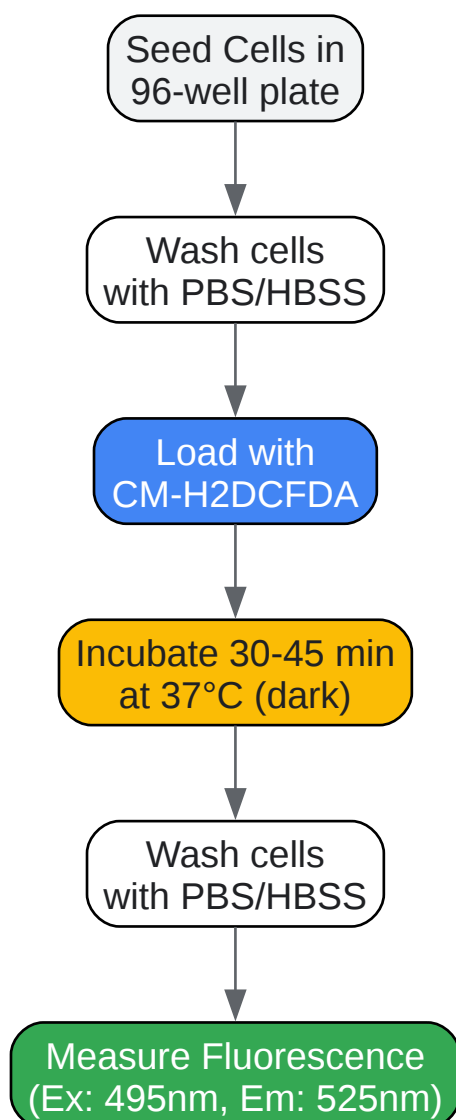 Seed Cells in
96-well plate
Wash cells
with PBS/HBSS
Load with
CM-H2DCFDA
Incubate 30-45 min
at 37°C (dark)
Wash cells
with PBS/HBSS
Measure Fluorescence
(Ex: 495nm, Em: 525nm)